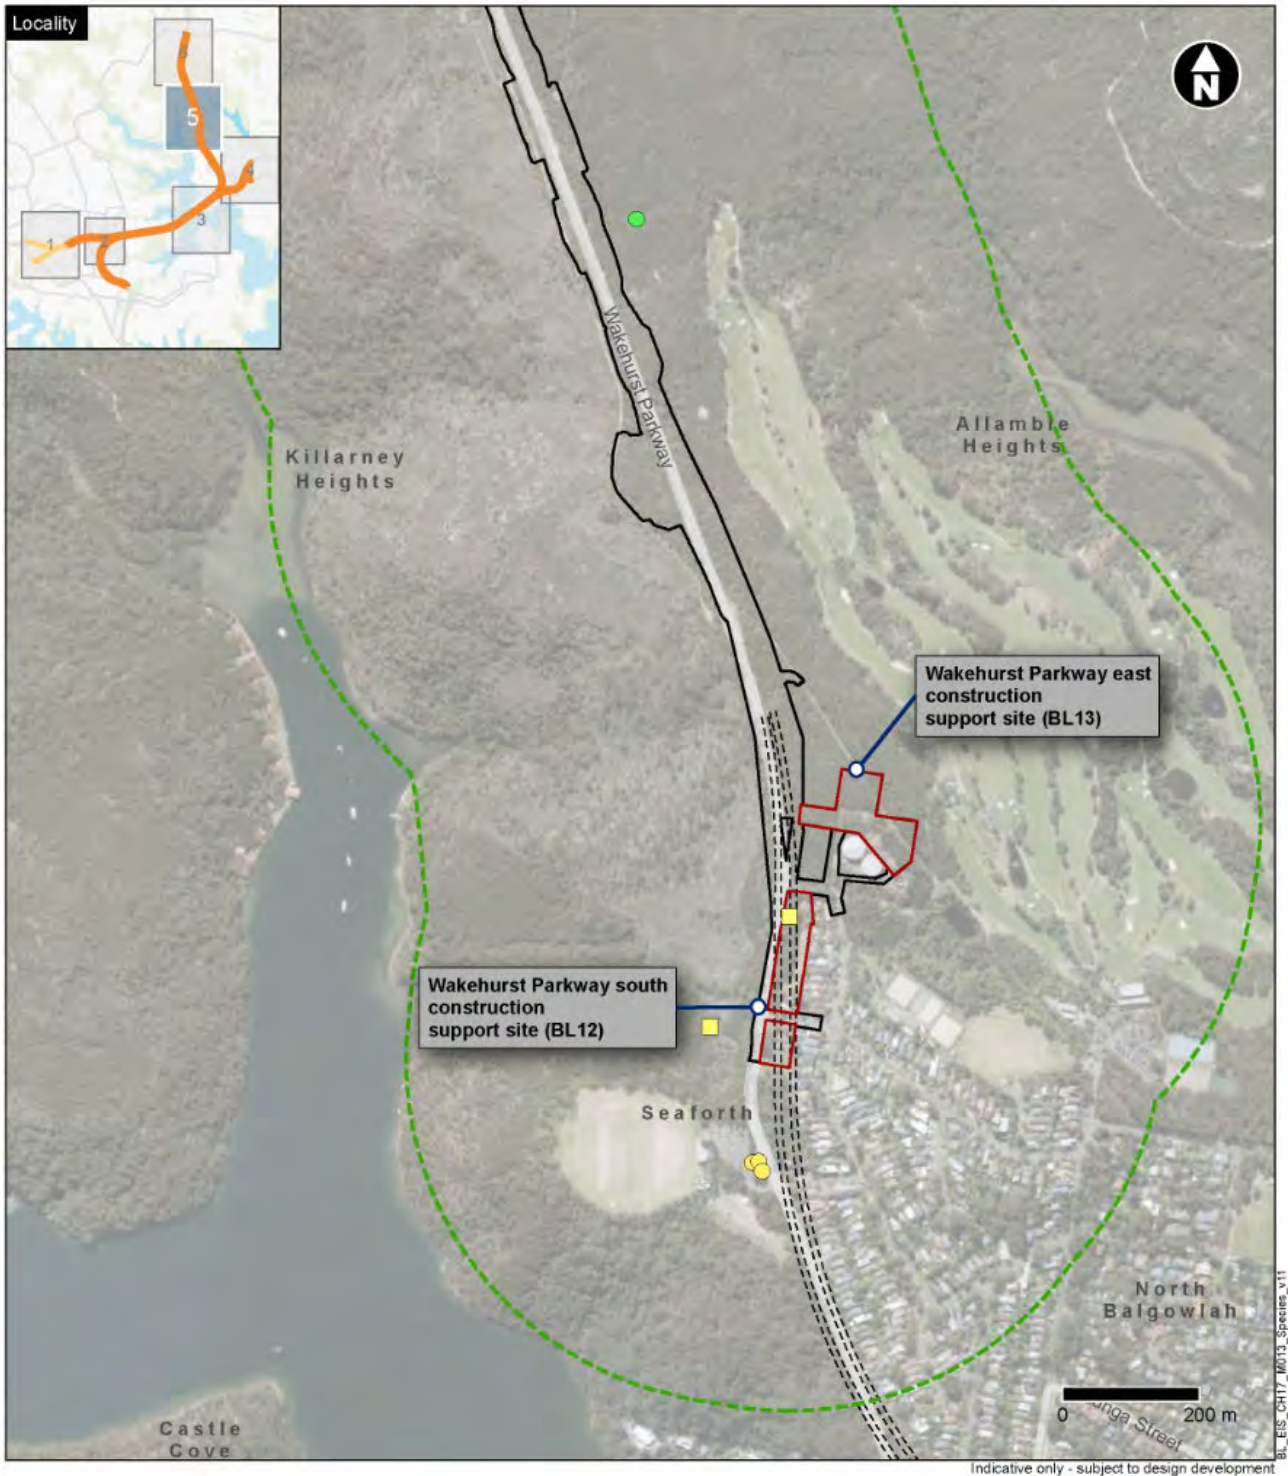 Locality
6
5
4
3
1
2
N
Wakehurst Parkway
Killarney
Heights
Allambie
Heights
Wakehurst Parkway east
construction
support site (BL13)
Wakehurst Parkway south
construction
support site (BL12)
Seaforth
North
Balgowlah
Castle
Cove
unga Street
0 200 m
BL_EIS_CH17_M013_Species_v11
Indicative only - subject to design development